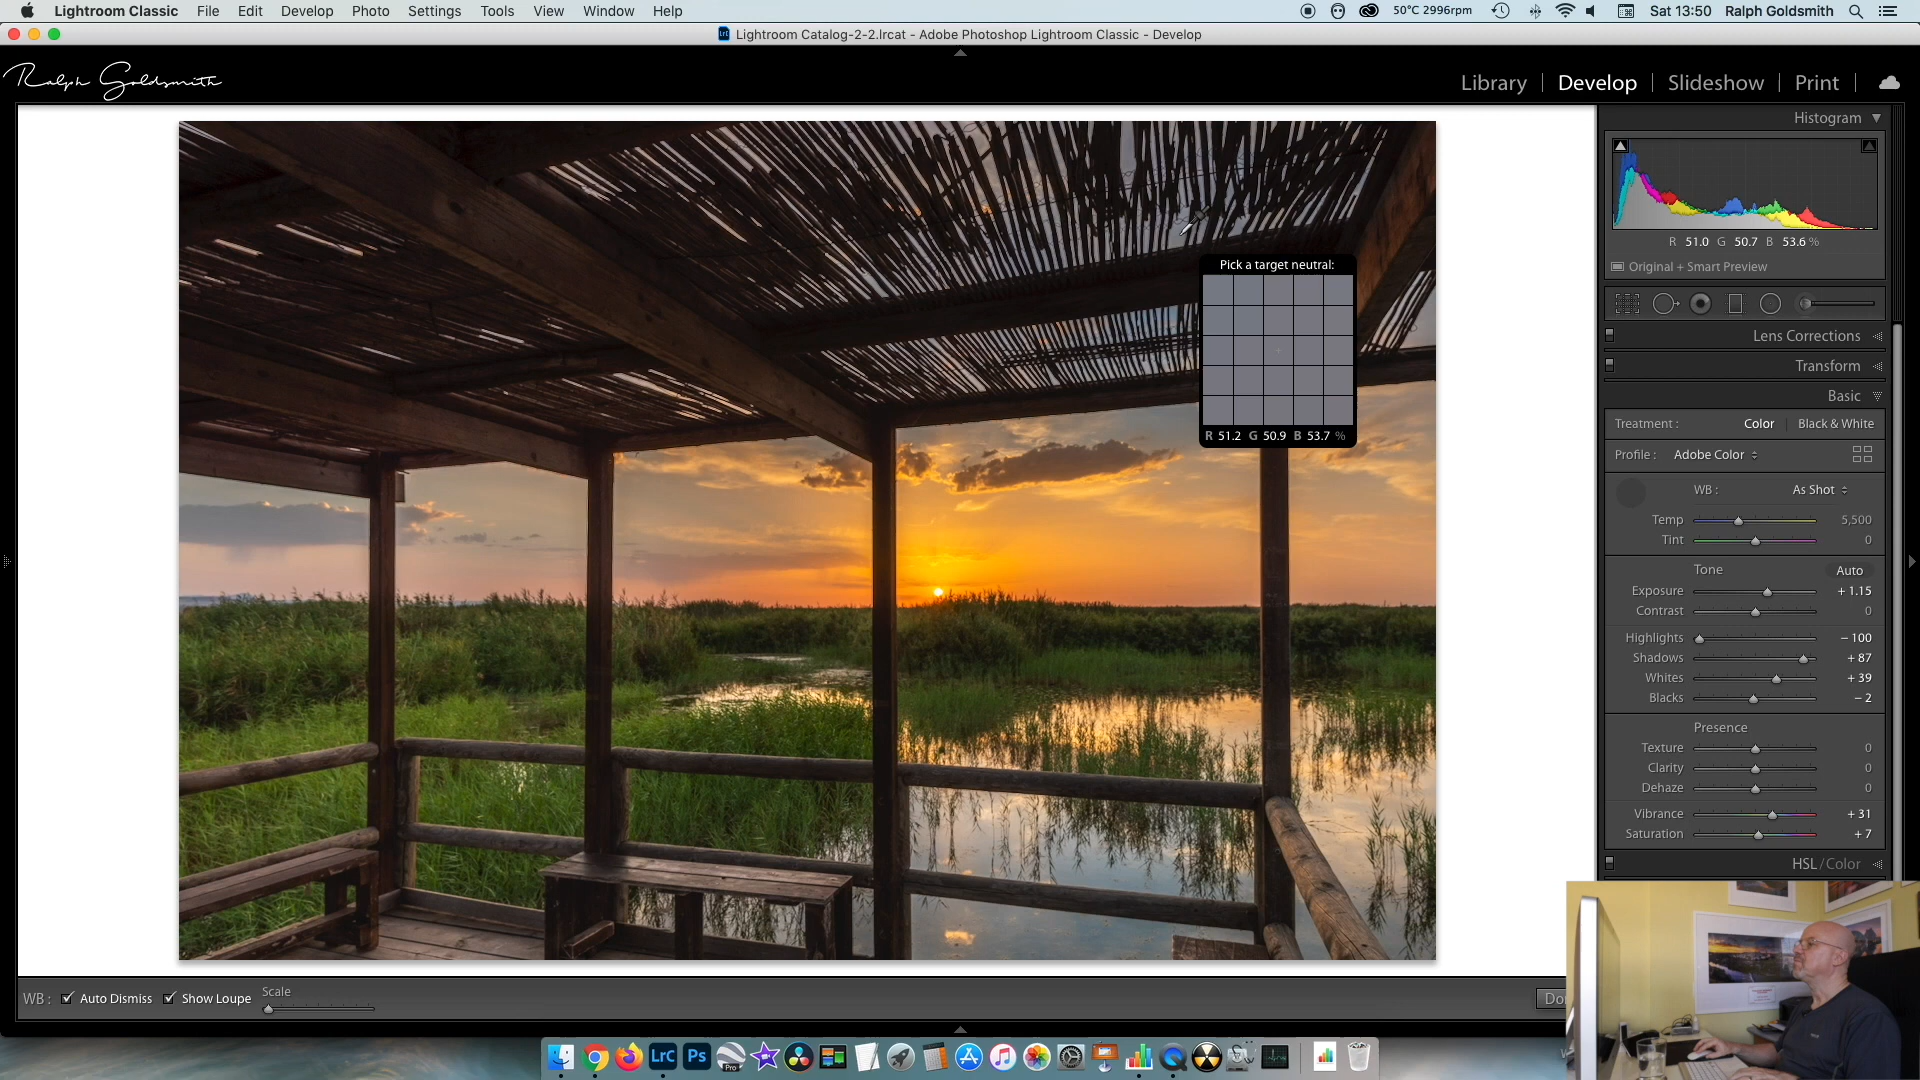 Lightroom Classic File Edit Develop Photo Settings Tools View Window Help 50°C 2996rpm Sat 13:50 Ralph Goldsmith
Lightroom Catalog-2-2.lrcat - Adobe Photoshop Lightroom Classic - Develop
Ralph Goldsmith
Library | Develop | Slideshow | Print |
Histogram
R 51.0 G 50.7 B 53.6 %
Original + Smart Preview
Pick a target neutral:
R 51.2 G 50.9 B 53.7 %
Lens Corrections
Transform
Basic
Treatment : Color | Black & White
Profile : Adobe Color
WB : As Shot
Temp 5,500
Tint 0
Tone Auto
Exposure + 1.15
Contrast 0
Highlights − 100
Shadows + 87
Whites + 39
Blacks − 2
Presence
Texture 0
Clarity 0
Dehaze 0
Vibrance + 31
Saturation + 7
HSL / Color
WB : Auto Dismiss Show Loupe Scale
LrC Ps
Pro